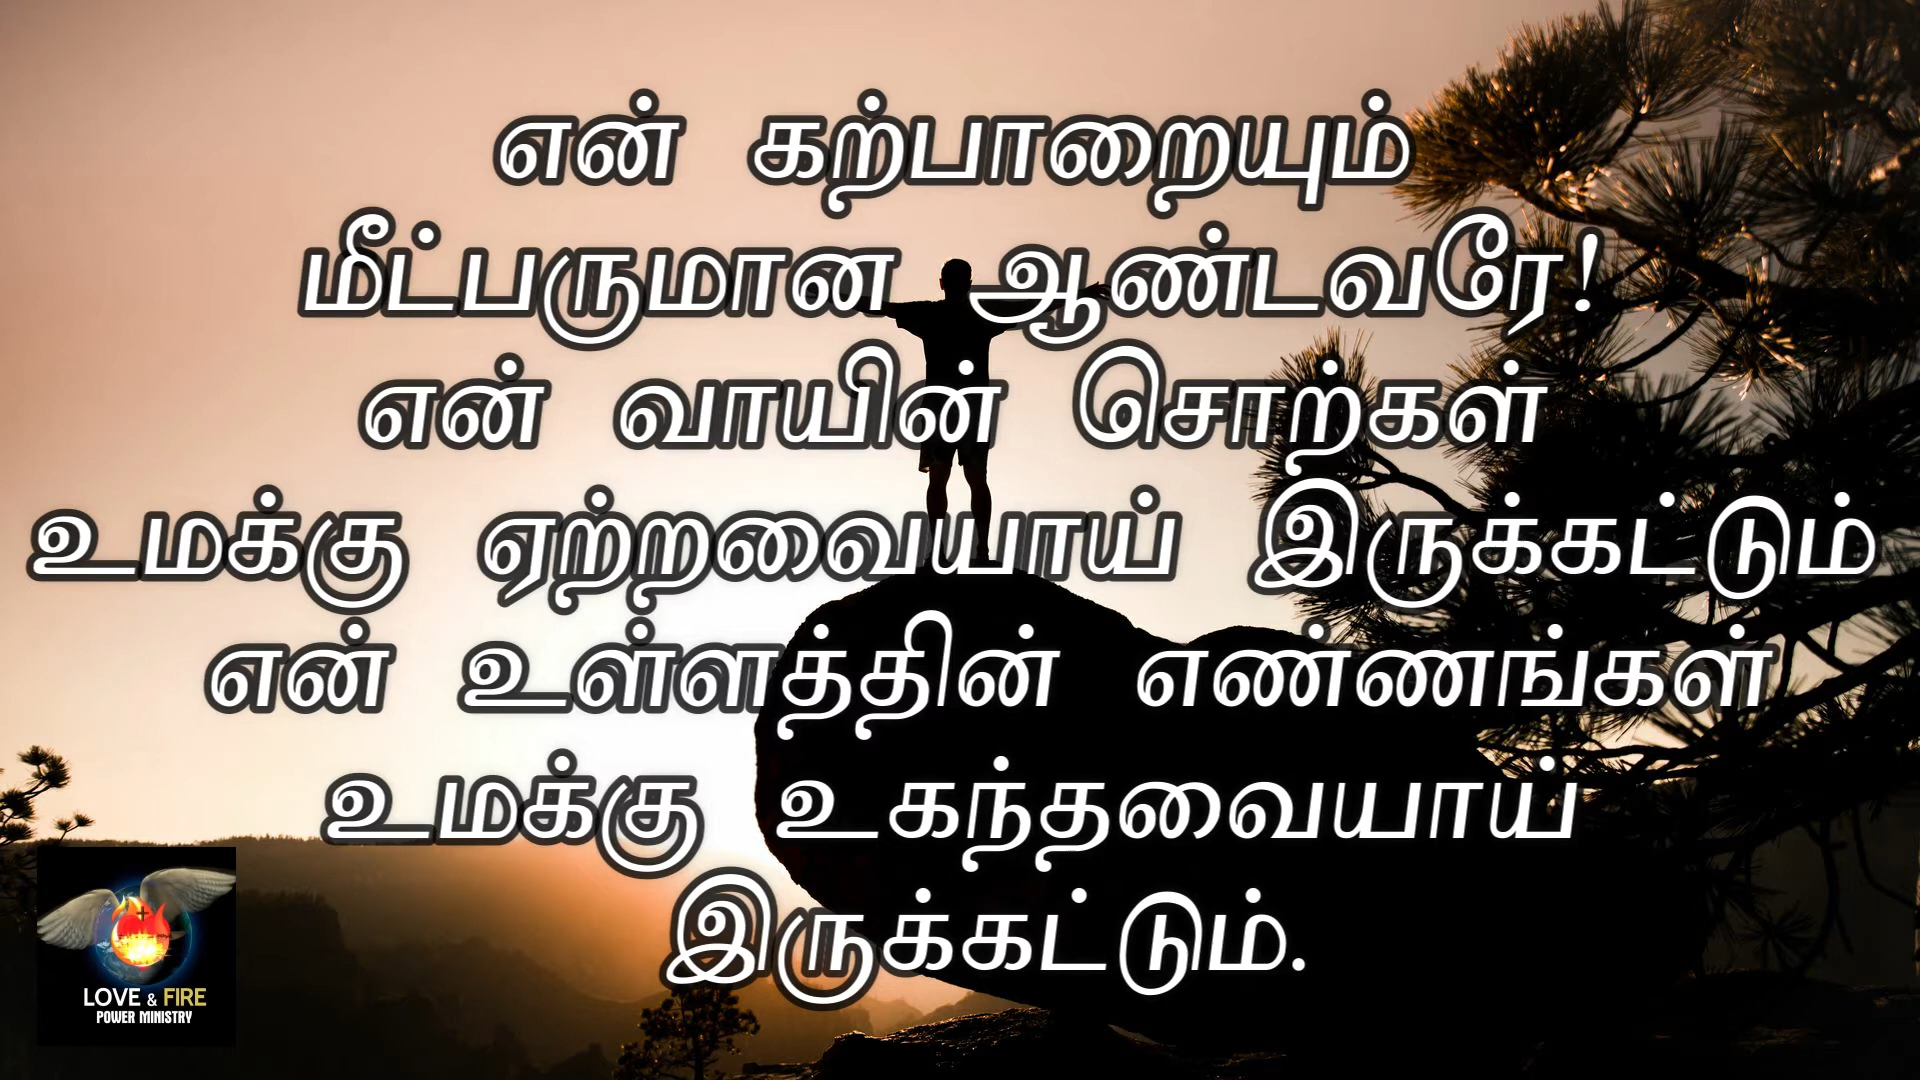 என் கற்பாறையும்
மீட்பருமான ஆண்டவரே!
என் வாயின் சொற்கள்
உமக்கு ஏற்றவையாய் இருக்கட்டும்
என் உள்ளத்தின் எண்ணங்கள்
உமக்கு உகந்தவையாய்
இருக்கட்டும்.
LOVE & FIRE
POWER MINISTRY